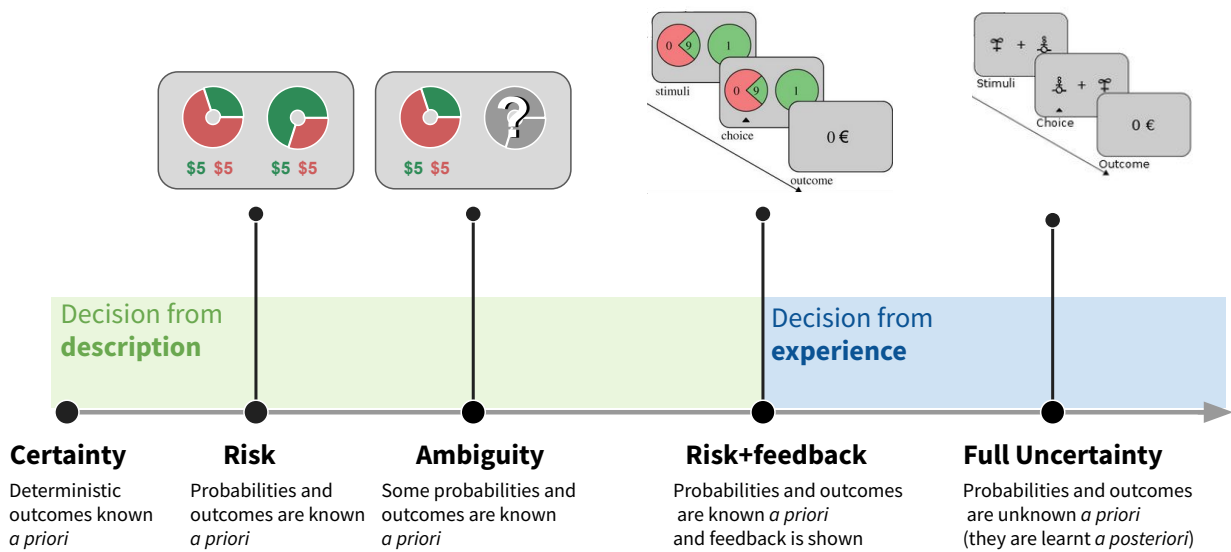 $5 $5
$5 $5
$5 $5
?
0 9 1
stimuli
0 9 1
choice
0 €
outcome
+
Stimuli
+
Choice
0 €
Outcome
Decision from
description
Decision from
experience
Certainty
Deterministic
outcomes known
a priori
Risk
Probabilities and
outcomes are known
a priori
Ambiguity
Some probabilities and
outcomes are known
a priori
Risk+feedback
Probabilities and outcomes
are known a priori
and feedback is shown
Full Uncertainty
Probabilities and outcomes
are unknown a priori
(they are learnt a posteriori)